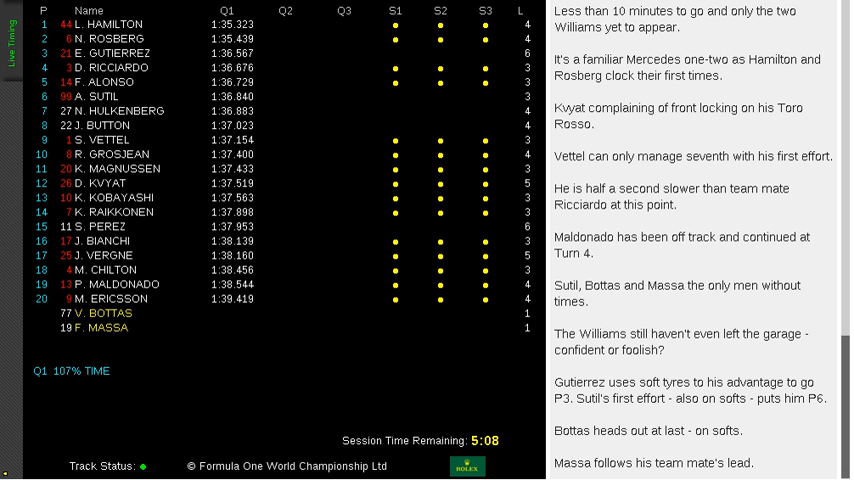 Live Timing
P Name Q1 Q2 Q3 S1 S2 S3 L
1 44 L. HAMILTON 1:35.323 4
2 6 N. ROSBERG 1:35.439 4
3 21 E. GUTIERREZ 1:36.567 6
4 3 D. RICCIARDO 1:36.676 3
5 14 F. ALONSO 1:36.729 3
6 99 A. SUTIL 1:36.840 3
7 27 N. HULKENBERG 1:36.883 4
8 22 J. BUTTON 1:37.023 4
9 1 S. VETTEL 1:37.154 3
10 8 R. GROSJEAN 1:37.400 4
11 20 K. MAGNUSSEN 1:37.433 3
12 26 D. KVYAT 1:37.519 5
13 10 K. KOBAYASHI 1:37.563 3
14 7 K. RAIKKONEN 1:37.898 3
15 11 S. PEREZ 1:37.953 6
16 17 J. BIANCHI 1:38.139 3
17 25 J. VERGNE 1:38.160 5
18 4 M. CHILTON 1:38.456 3
19 13 P. MALDONADO 1:38.544 4
20 9 M. ERICSSON 1:39.419 4
77 V. BOTTAS 1
19 F. MASSA 1
Q1 107% TIME
Session Time Remaining: 5:08
Track Status: © Formula One World Championship Ltd
ROLEX
Less than 10 minutes to go and only the two
Williams yet to appear.
It's a familiar Mercedes one-two as Hamilton and
Rosberg clock their first times.
Kvyat complaining of front locking on his Toro
Rosso.
Vettel can only manage seventh with his first effort.
He is half a second slower than team mate
Ricciardo at this point.
Maldonado has been off track and continued at
Turn 4.
Sutil, Bottas and Massa the only men without
times.
The Williams still haven't even left the garage -
confident or foolish?
Gutierrez uses soft tyres to his advantage to go
P3. Sutil's first effort - also on softs - puts him P6.
Bottas heads out at last - on softs.
Massa follows his team mate's lead.